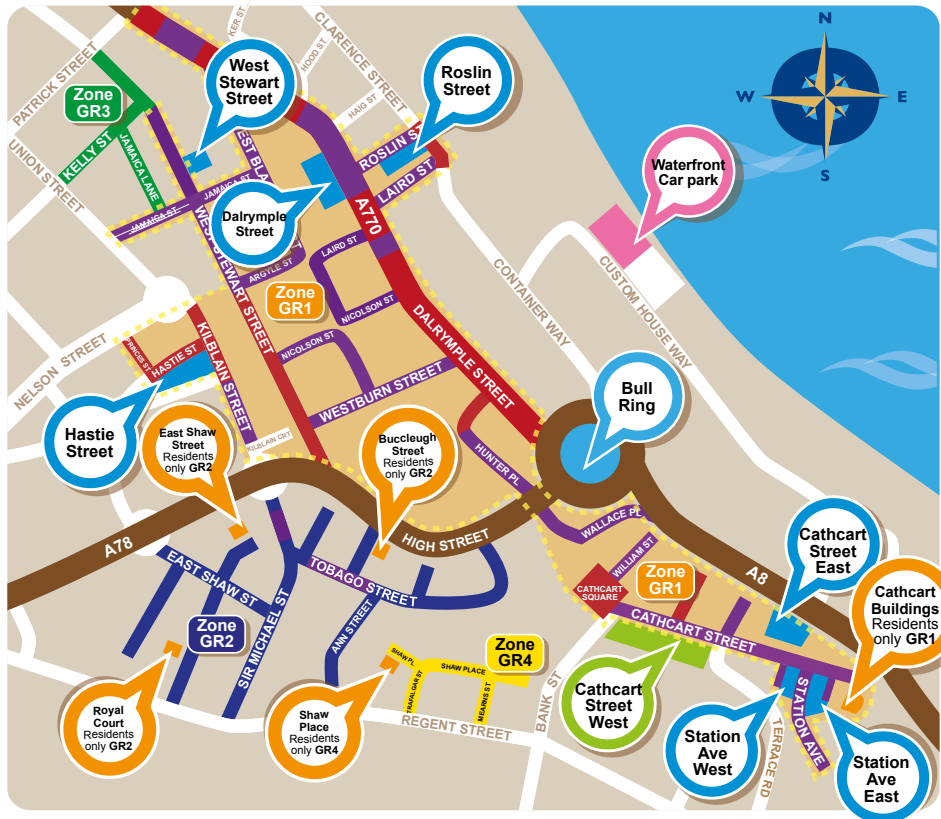 N
W
E
S
KER ST
HOOD ST
CLARENCE STREET
HAIG ST
PATRICK STREET
UNION STREET
Zone
GR3
KELLY ST
JAMAICA LANE
JAMAICA ST
JAMAICA ST
West
Stewart
Street
EST BLA
Roslin
Street
ROSLIN S
LAIRD ST
Dalrymple
Street
A770
Waterfront
Car park
CUSTOM HOUSE WAY
CONTAINER WAY
WEST STEWART STREET
ARGYLE ST
LAIRD ST
Zone
GR1
NICOLSON ST
NICOLSON ST
DALRYMPLE STREET
WESTBURN STREET
NELSON STREET
PRINCES ST
HASTIE ST
KILBLAIN STREET
KILBLAIN CRT
Hastie
Street
East Shaw
Street
Residents
only GR2
Buccleugh
Street
Residents
only GR2
Bull
Ring
HUNTER PL
HIGH STREET
WALLACE PL
WILLIAM ST
A78
A8
Zone
GR1
CATHCART
SQUARE
CATHCART STREET
Cathcart
Street
East
Cathcart
Buildings
Residents
only GR1
EAST SHAW ST
TOBAGO STREET
Zone
GR2
SIR MICHAEL ST
ANN STREET
Zone
GR4
SHAW PL
SHAW PLACE
TRAFALGAR ST
MEARNS ST
REGENT STREET
BANK ST
Royal
Court
Residents
only GR2
Shaw
Place
Residents
only GR4
Cathcart
Street
West
Station
Ave
West
TERRACE RD
STATION AVE
Station
Ave
East